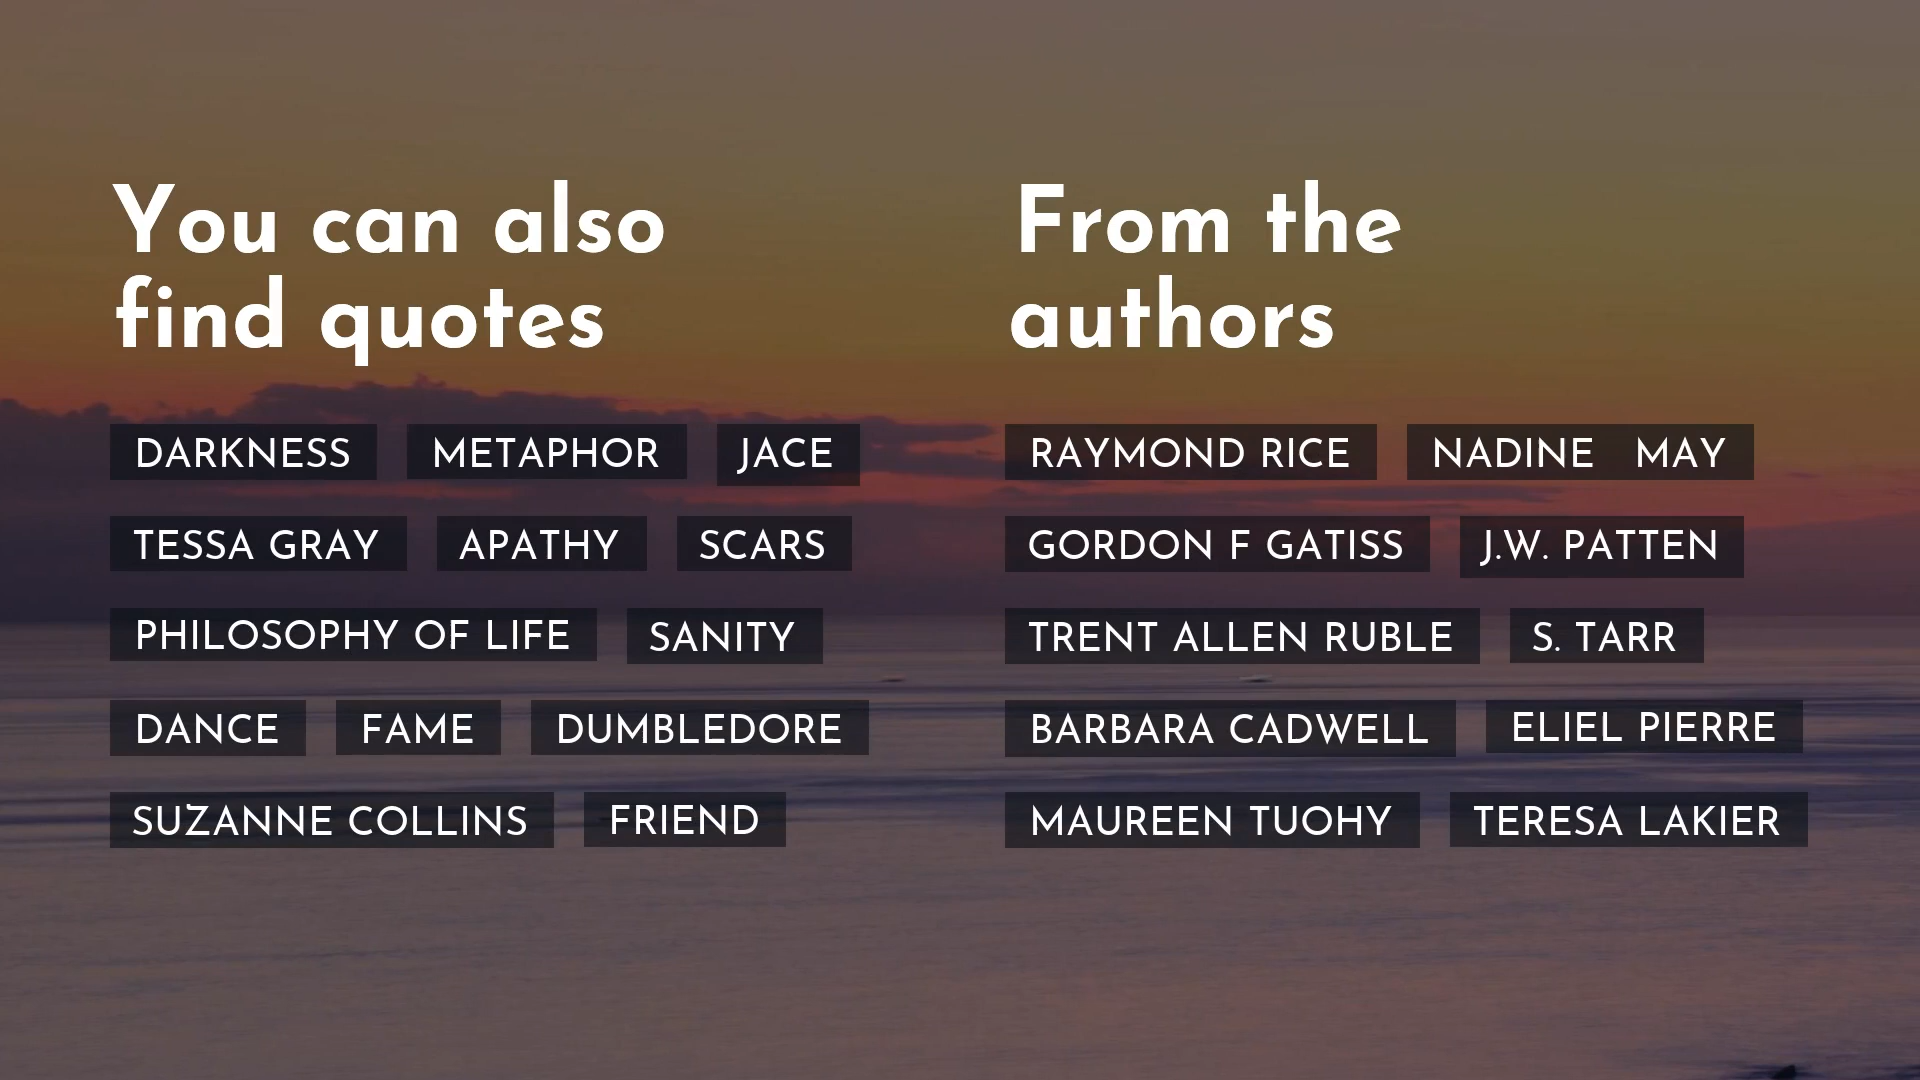 You can also
find quotes
DARKNESS METAPHOR JACE
TESSA GRAY APATHY SCARS
PHILOSOPHY OF LIFE SANITY
DANCE FAME DUMBLEDORE
SUZANNE COLLINS FRIEND
From the
authors
RAYMOND RICE NADINE MAY
GORDON F GATISS J.W. PATTEN
TRENT ALLEN RUBLE S. TARR
BARBARA CADWELL ELIEL PIERRE
MAUREEN TUOHY TERESA LAKIER